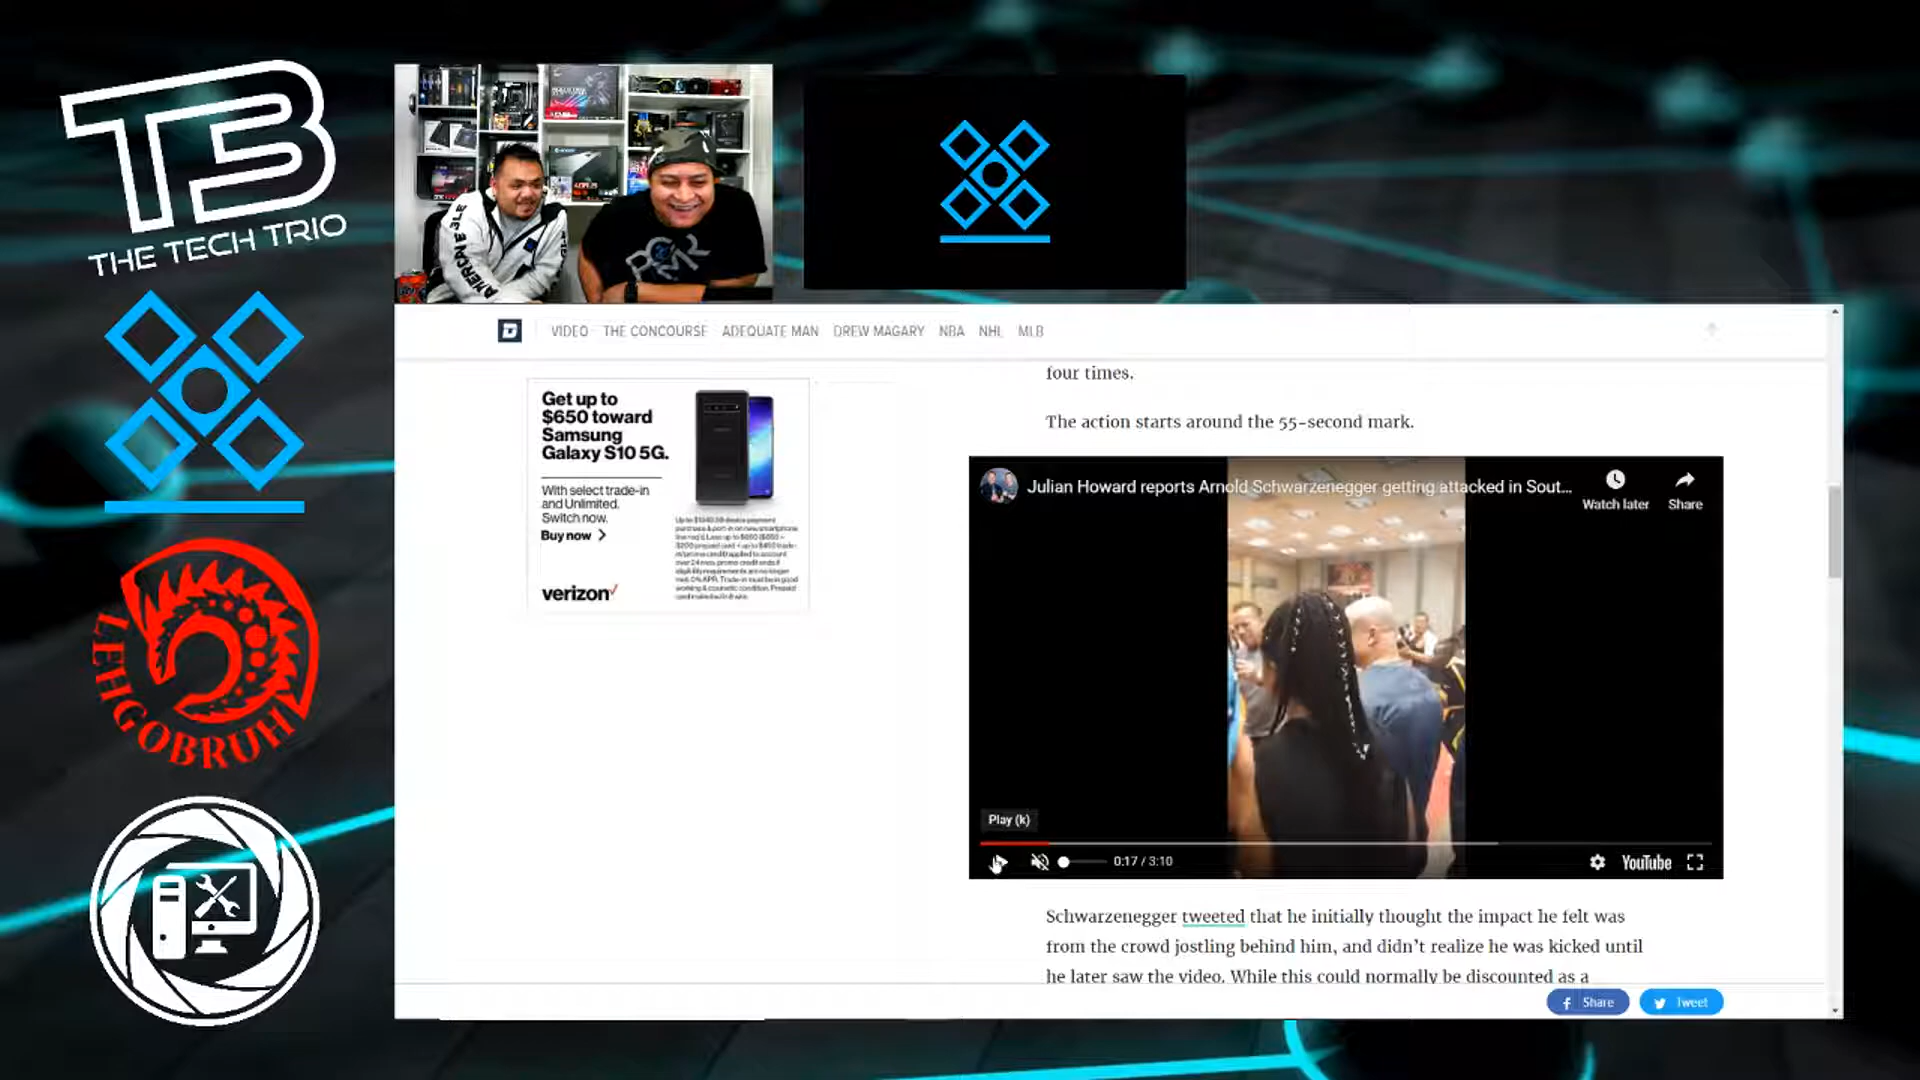 TB
THE TECH TRIO
LEHGOBRUH
AMERICAN ESLE
PCMR
VIDEO THE CONCOURSE ADEQUATE MAN DREW MAGARY NBA NHL MLB
Get up to
$650 toward
Samsung
Galaxy S10 5G.
With select trade-in
and Unlimited.
Switch now.
Buy now
verizon
four times.
The action starts around the 55-second mark.
Julian Howard reports Arnold Schwarzenegger getting attacked in Sout...
Watch later
Share
Play (k)
0:17 / 3:10
YouTube
Schwarzenegger tweeted that he initially thought the impact he felt was
from the crowd jostling behind him, and didn't realize he was kicked until
he later saw the video. While this could normally be discounted as a
Share
Tweet